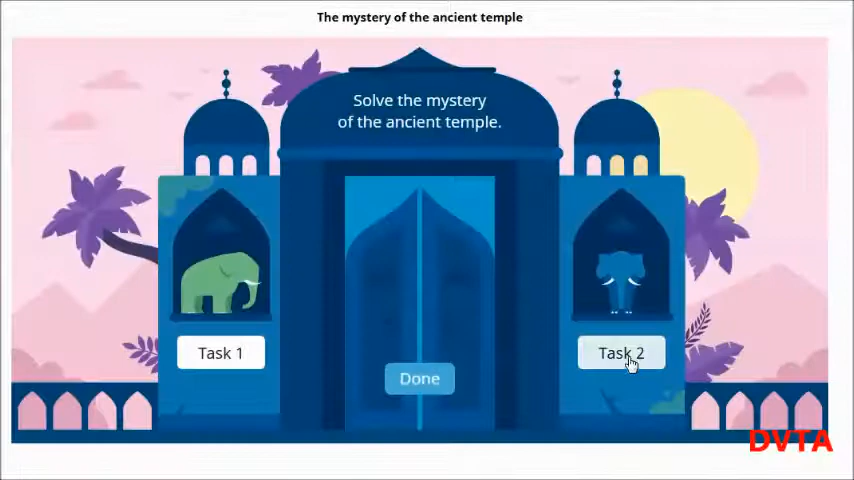 The mystery of the ancient temple
Solve the mystery
of the ancient temple.
Task 1
Task 2
Done
DVTA